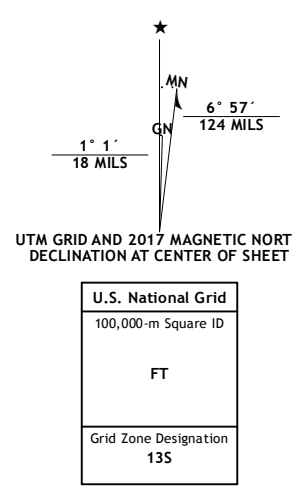 ★
MN
GN
6° 57´
124 MILS
1° 1´
18 MILS
UTM GRID AND 2017 MAGNETIC NORT
DECLINATION AT CENTER OF SHEET
U.S. National Grid
100,000-m Square ID
FT
Grid Zone Designation
13S